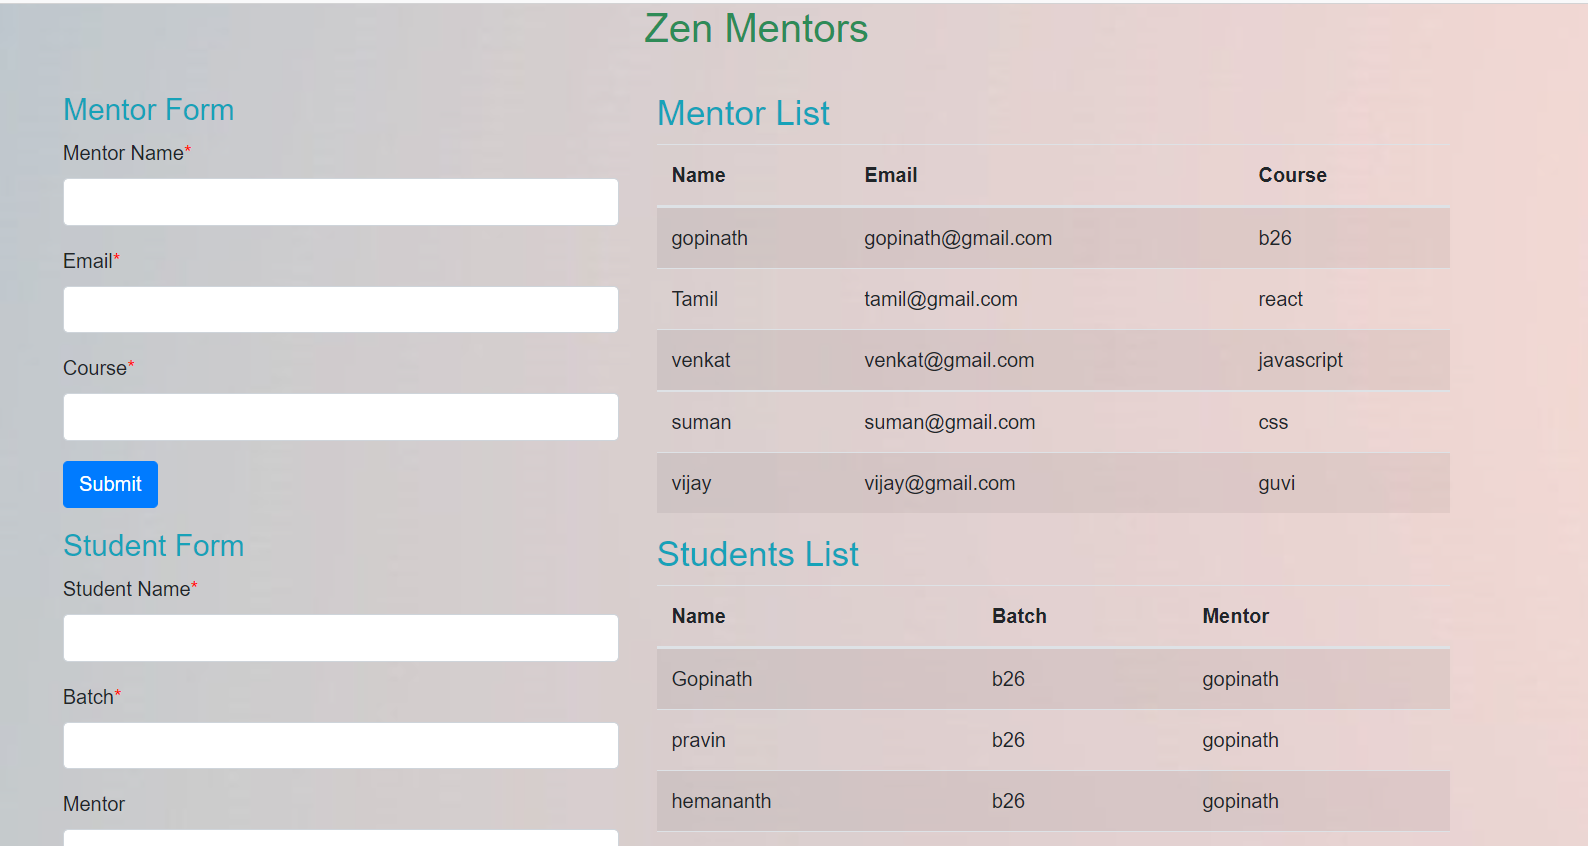 Zen Mentors
Mentor Form
Mentor Name*
Email*
Course*
Submit
Student Form
Student Name*
Batch*
Mentor
Mentor List
Name Email Course
gopinath gopinath@gmail.com b26
Tamil tamil@gmail.com react
venkat venkat@gmail.com javascript
suman suman@gmail.com css
vijay vijay@gmail.com guvi
Students List
Name Batch Mentor
Gopinath b26 gopinath
pravin b26 gopinath
hemananth b26 gopinath